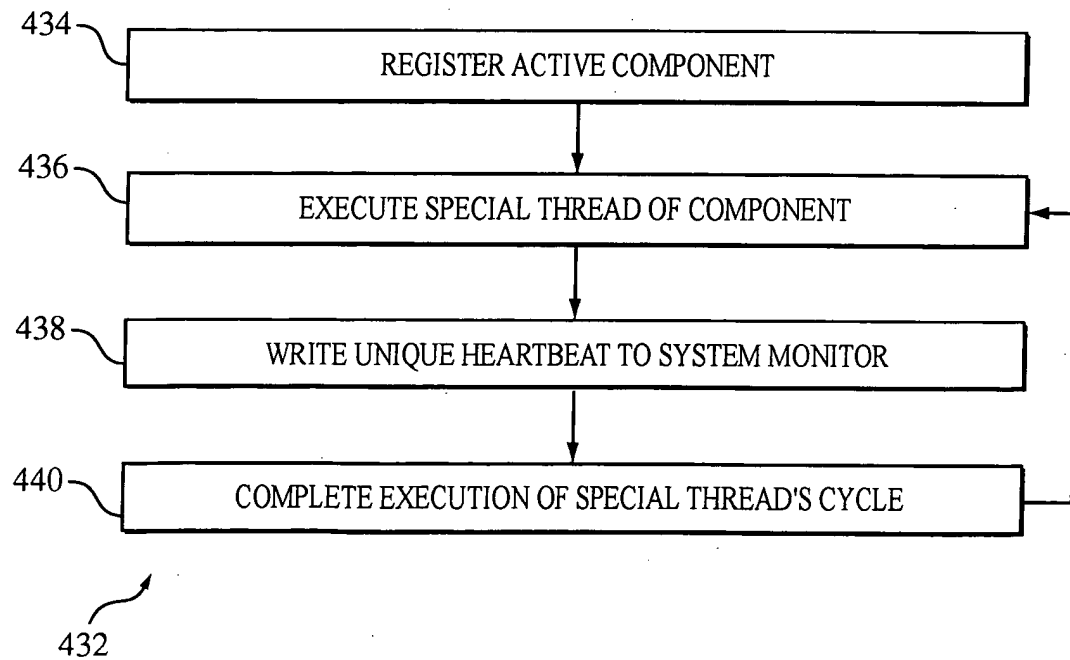 434
REGISTER ACTIVE COMPONENT
436
EXECUTE SPECIAL THREAD OF COMPONENT
438
WRITE UNIQUE HEARTBEAT TO SYSTEM MONITOR
440
COMPLETE EXECUTION OF SPECIAL THREAD'S CYCLE
432